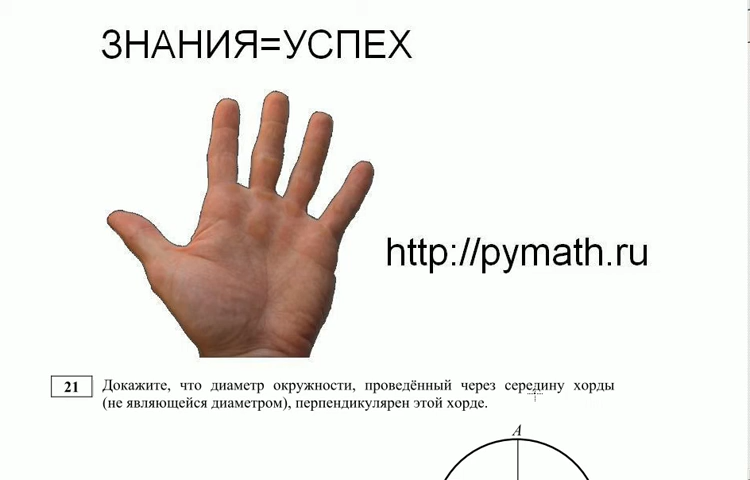 ЗНАНИЯ=УСПЕХ
http://pymath.ru
21 Докажите, что диаметр окружности, проведённый через середину хорды
(не являющейся диаметром), перпендикулярен этой хорде.
A